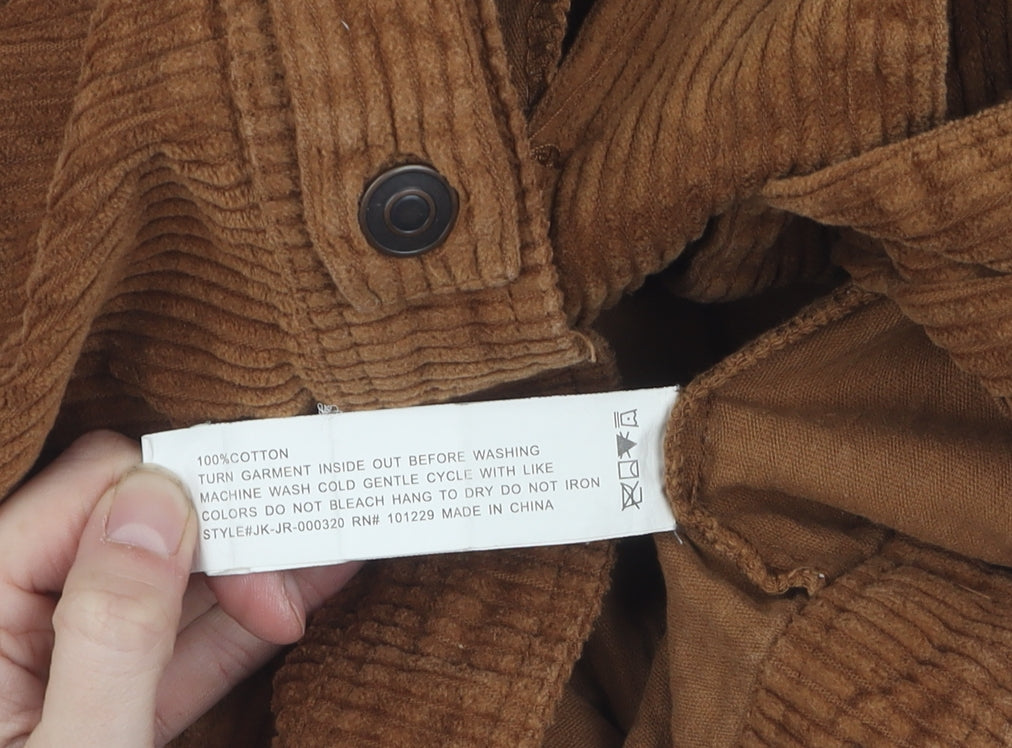 100%COTTON
TURN GARMENT INSIDE OUT BEFORE WASHING
MACHINE WASH COLD GENTLE CYCLE WITH LIKE
COLORS DO NOT BLEACH HANG TO DRY DO NOT IRON
STYLE#JK-JR-000320 RN# 101229 MADE IN CHINA